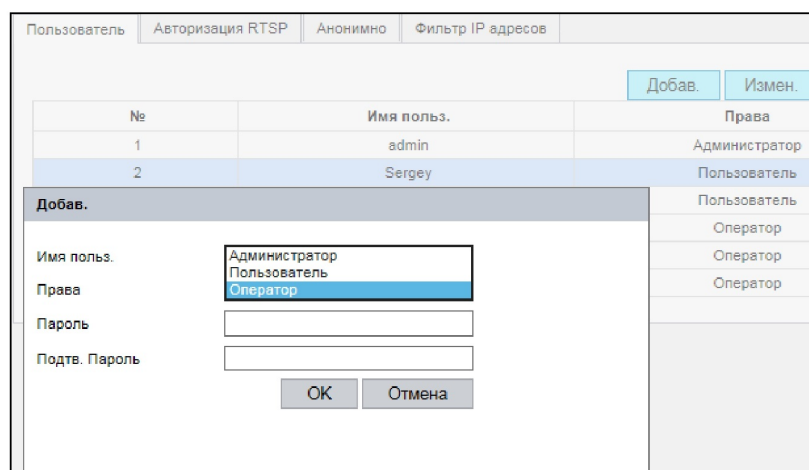 Пользователь Авторизация RTSP Анонимно Фильтр IP адресов
Добав. Измен.
№ Имя польз. Права
1 admin Администратор
2 Sergey Пользователь
Пользователь
Оператор
Оператор
Оператор
Добав.
Имя польз.
Администратор
Пользователь
Права
Оператор
Пароль
Подтв. Пароль
OK Отмена